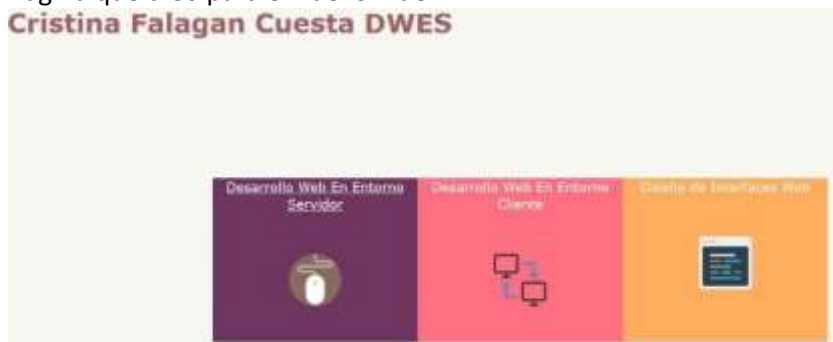 Cristina Falagan Cuesta DWES
Desarrollo Web En Entorno
Servidor
Desarrollo Web En Entorno
Cliente
Diseño de Interfaces Web